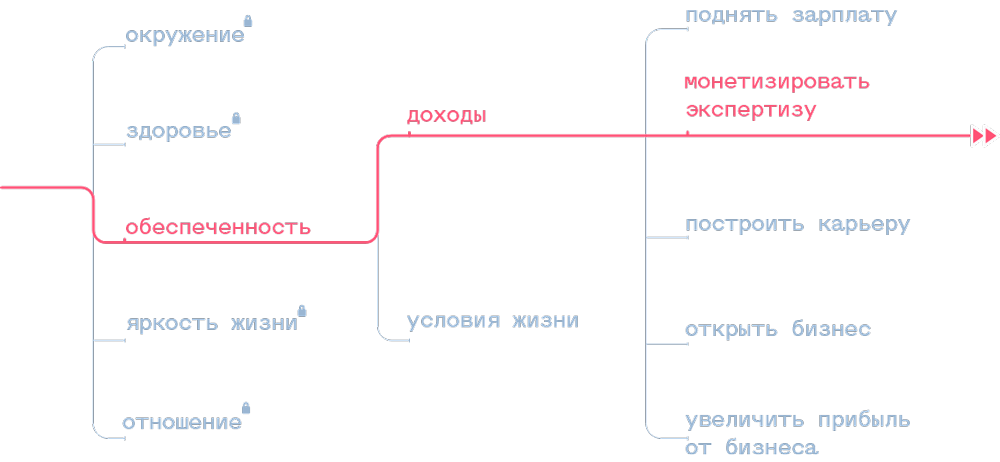 окружение
здоровье
обеспеченность
яркость жизни
отношение
доходы
условия жизни
поднять зарплату
монетизировать
экспертизу
построить карьеру
открыть бизнес
увеличить прибыль
от бизнеса